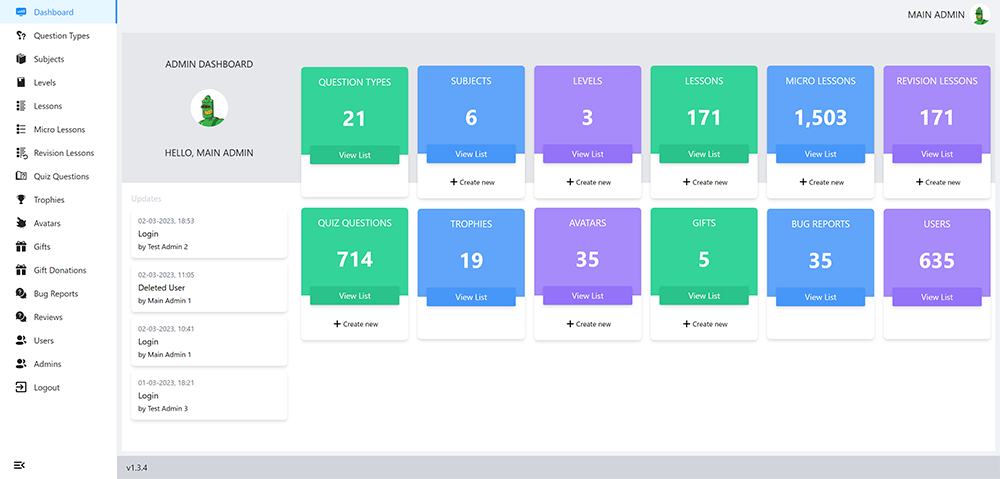 Dashboard
Question Types
Subjects
Levels
Lessons
Micro Lessons
Revision Lessons
Quiz Questions
Trophies
Avatars
Gifts
Gift Donations
Bug Reports
Reviews
Users
Admins
Logout
MAIN ADMIN
ADMIN DASHBOARD
HELLO, MAIN ADMIN
QUESTION TYPES
21
View List
SUBJECTS
6
View List
Create new
LEVELS
3
View List
Create new
LESSONS
171
View List
Create new
MICRO LESSONS
1,503
View List
Create new
REVISION LESSONS
171
View List
Create new
Updates
02-03-2023, 18:53
Login
by Test Admin 2
02-03-2023, 11:05
Deleted User
by Main Admin 1
02-03-2023, 10:41
Login
by Main Admin 1
01-03-2023, 18:21
Login
by Test Admin 3
QUIZ QUESTIONS
714
View List
Create new
TROPHIES
19
View List
AVATARS
35
View List
Create new
GIFTS
5
View List
Create new
BUG REPORTS
35
View List
USERS
635
View List
v1.3.4